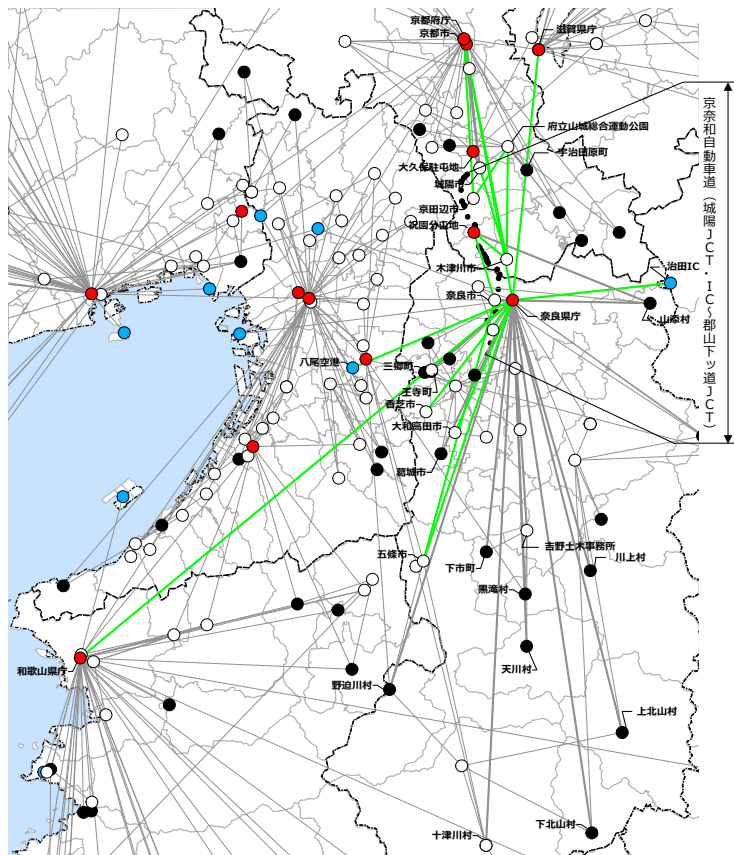 京都府庁
京都市
滋賀県庁
府立山城総合運動公園
大久保駐屯地
宇治田原町
城陽市
京田辺市
祝園分屯地
木津川市
治田IC
奈良市
奈良県庁
山添村
八尾空港
三郷町
王寺町
香芝市
大和高田市
葛城市
五條市
下市町
吉野土木事務所
川上村
黒滝村
天川村
和歌山県庁
野迫川村
上北山村
十津川村
下北山村
京奈和自動車道（城陽ＪＣＴ・ＩＣ～郡山下ッ道ＪＣＴ）